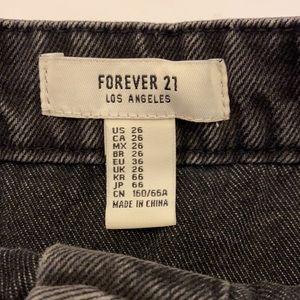 FOREVER 21
LOS ANGELES
US 26
CA 26
MX 26
BR 26
EU 36
UK 26
KR 66
JP 66
CN 160/66A
MADE IN CHINA